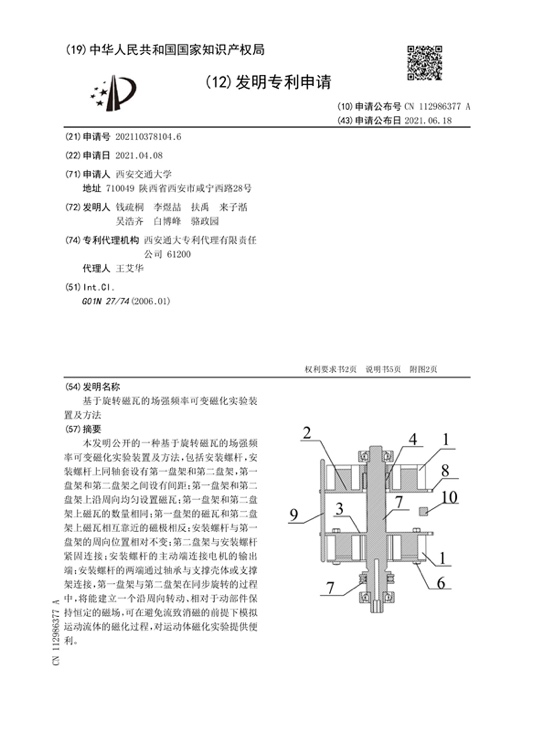 (19)中华人民共和国国家知识产权局
(12)发明专利申请
(10)申请公布号 CN 112986377 A
(43)申请公布日 2021.06.18
(21)申请号 202110378104.6
(22)申请日 2021.04.08
(71)申请人 西安交通大学
地址 710049 陕西省西安市咸宁西路28号
(72)发明人 钱疏桐 李煜喆 扶禹 来子泓
吴浩齐 白博峰 骆政园
(74)专利代理机构 西安通大专利代理有限责任
公司 61200
代理人 王艾华
(51)Int.Cl.
G01N 27/74(2006.01)
权利要求书2页 说明书5页 附图2页
(54)发明名称
基于旋转磁瓦的场强频率可变磁化实验装
置及方法
(57)摘要
本发明公开的一种基于旋转磁瓦的场强频
率可变磁化实验装置及方法,包括安装螺杆,安
装螺杆上同轴套设有第一盘架和第二盘架,第一
盘架和第二盘架之间设有间距;第一盘架和第二
盘架上沿周向均匀设置磁瓦;第一盘架和第二盘
架上磁瓦的数量相同;第一盘架的磁瓦和第二盘
架上磁瓦相互靠近的磁极相反;安装螺杆与第一
盘架的周向位置相对不变;第二盘架与安装螺杆
紧固连接;安装螺杆的主动端连接电机的输出
端;安装螺杆的两端通过轴承与支撑壳体或支撑
架连接,第一盘架与第二盘架在同步旋转的过程
中,将能建立一个沿周向转动,相对于动部件保
持恒定的磁场,可在避免流致消磁的前提下模拟
运动流体的磁化过程,对运动体磁化实验提供便
利。
2
4
1
8
7
10
3
9
1
7
6
CN 112986377 A